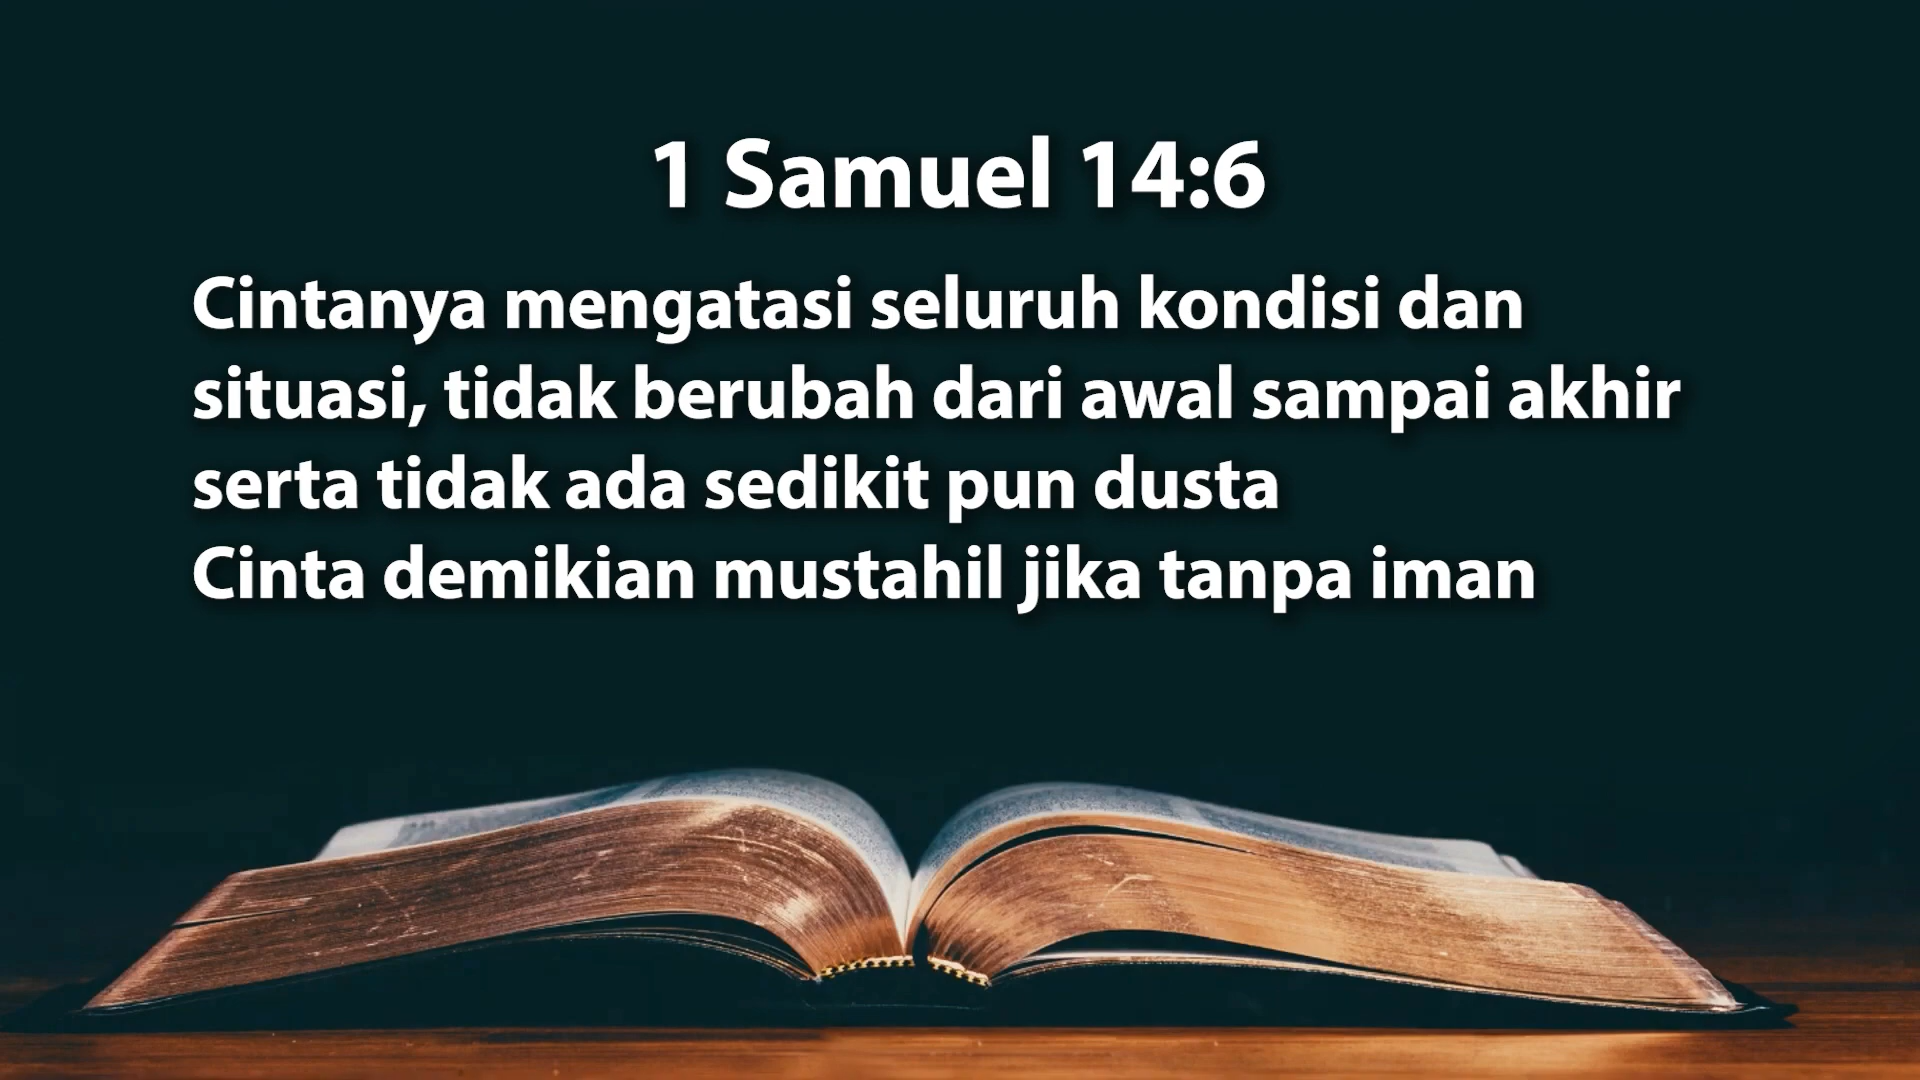 1 Samuel 14:6
Cintanya mengatasi seluruh kondisi dan
situasi, tidak berubah dari awal sampai akhir
serta tidak ada sedikit pun dusta
Cinta demikian mustahil jika tanpa iman